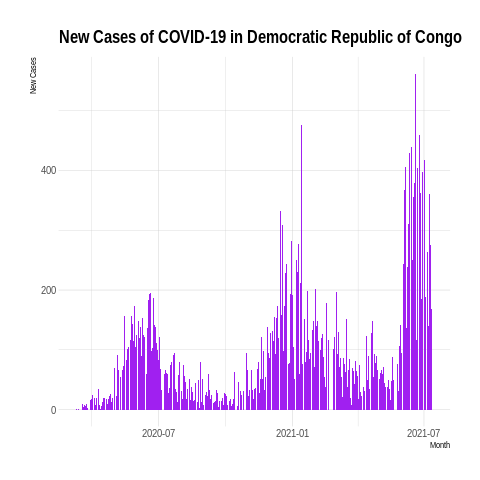 New Cases of COVID-19 in Democratic Republic of Congo
New Cases
400
200
0
2020-07
2021-01
2021-07
Month